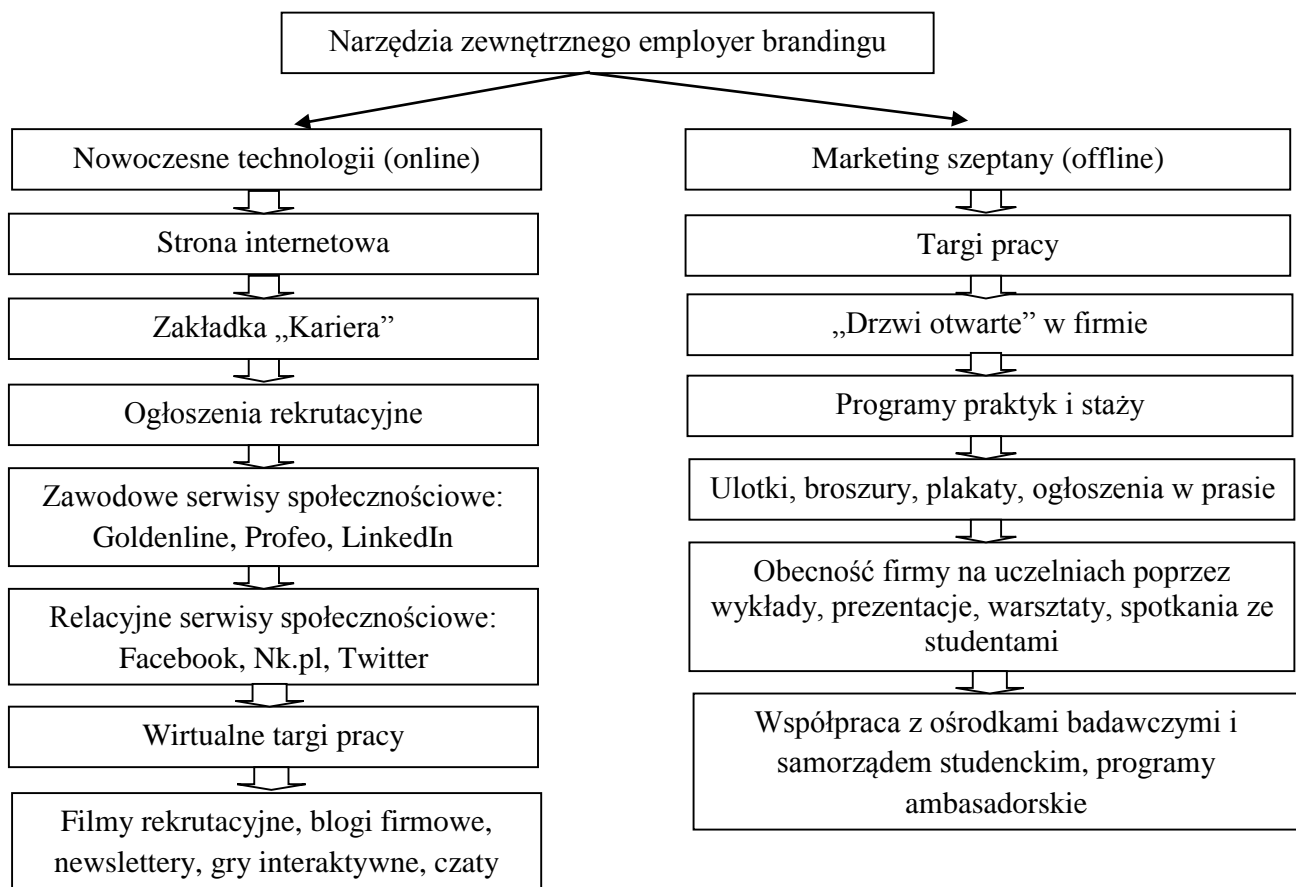 Narzędzia zewnętrznego employer brandingu
Nowoczesne technologii (online)
Strona internetowa
Zakładka „Kariera”
Ogłoszenia rekrutacyjne
Zawodowe serwisy społecznościowe:
Goldenline, Profeo, LinkedIn
Relacyjne serwisy społecznościowe:
Facebook, Nk.pl, Twitter
Wirtualne targi pracy
Filmy rekrutacyjne, blogi firmowe,
newslettery, gry interaktywne, czaty
Marketing szeptany (offline)
Targi pracy
„Drzwi otwarte” w firmie
Programy praktyk i staży
Ulotki, broszury, plakaty, ogłoszenia w prasie
Obecność firmy na uczelniach poprzez
wykłady, prezentacje, warsztaty, spotkania ze
studentami
Współpraca z ośrodkami badawczymi i
samorządem studenckim, programy
ambasadorskie